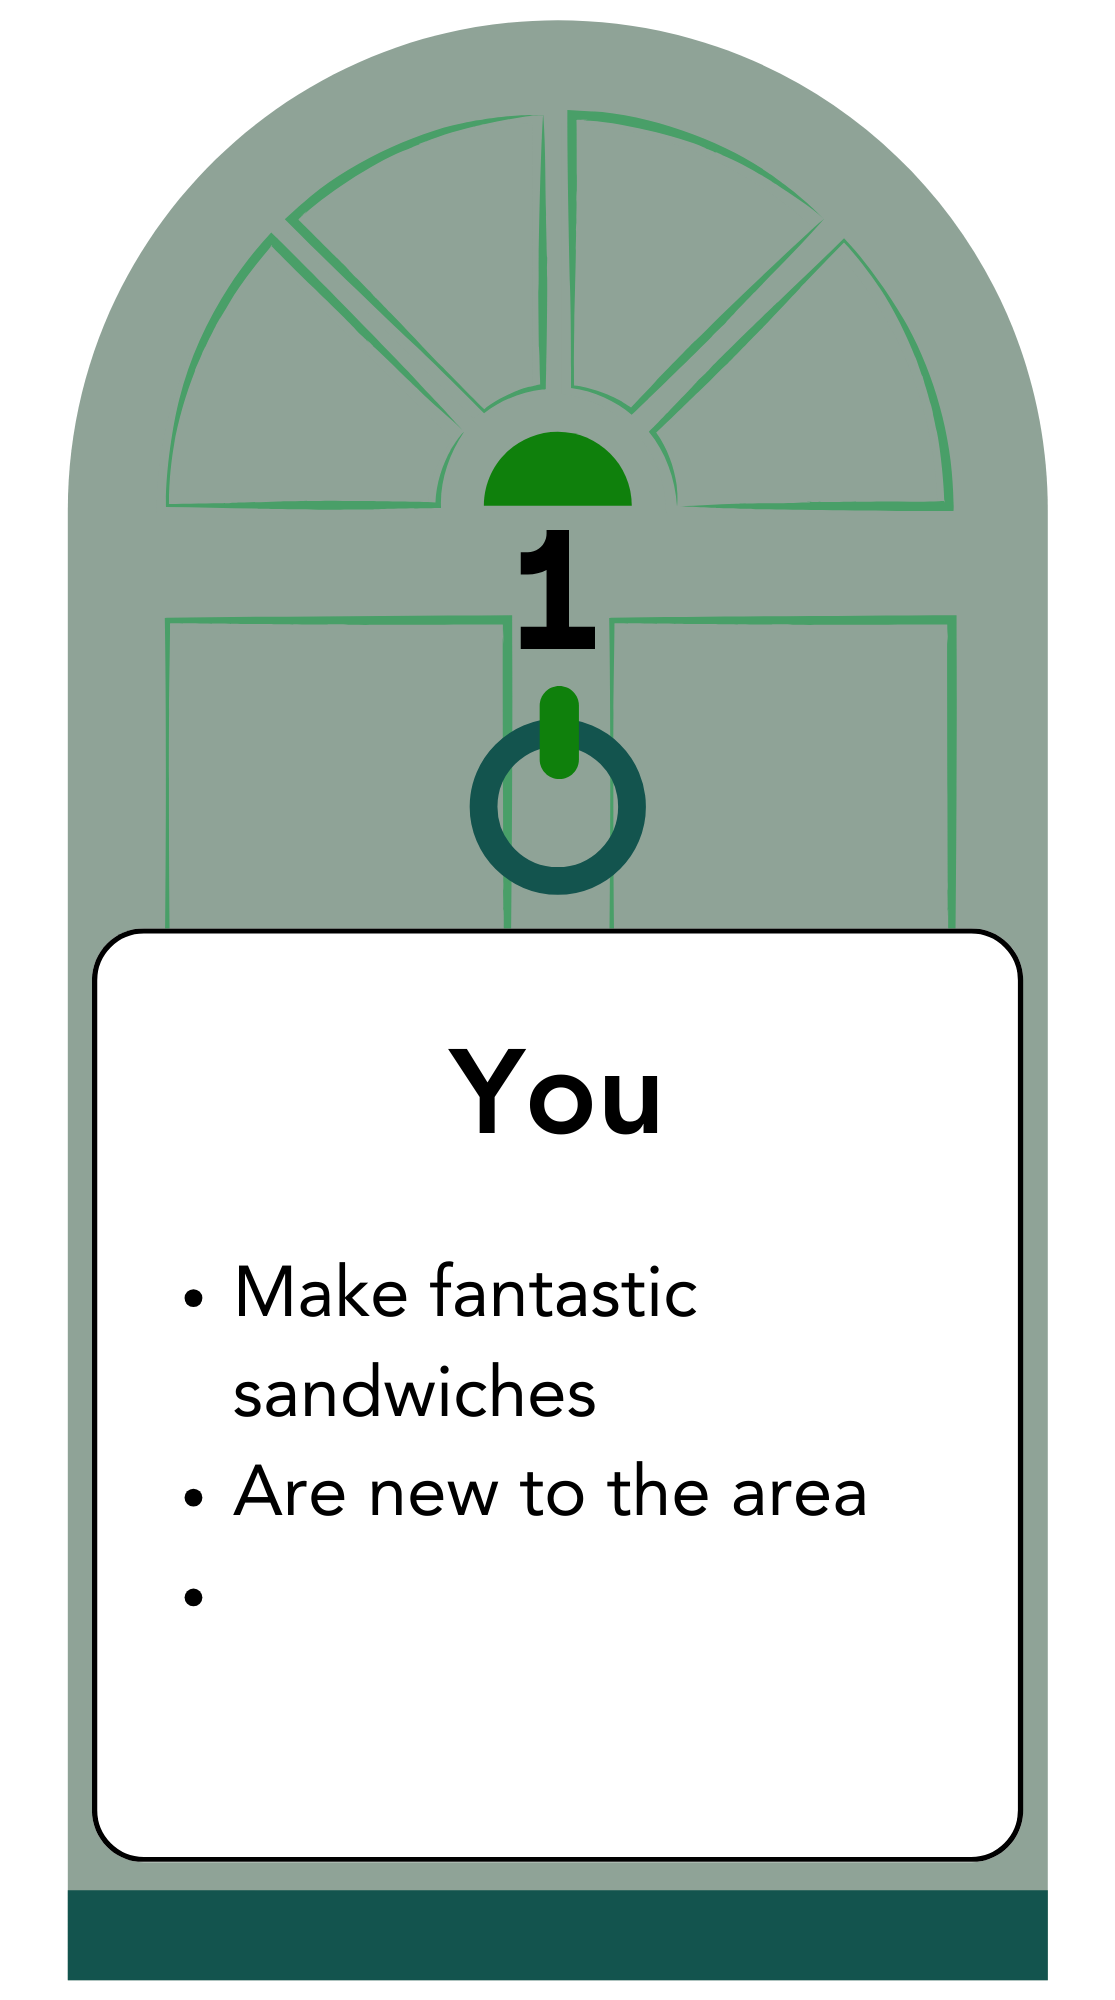 1
You
• Make fantastic
sandwiches
• Are new to the area
•